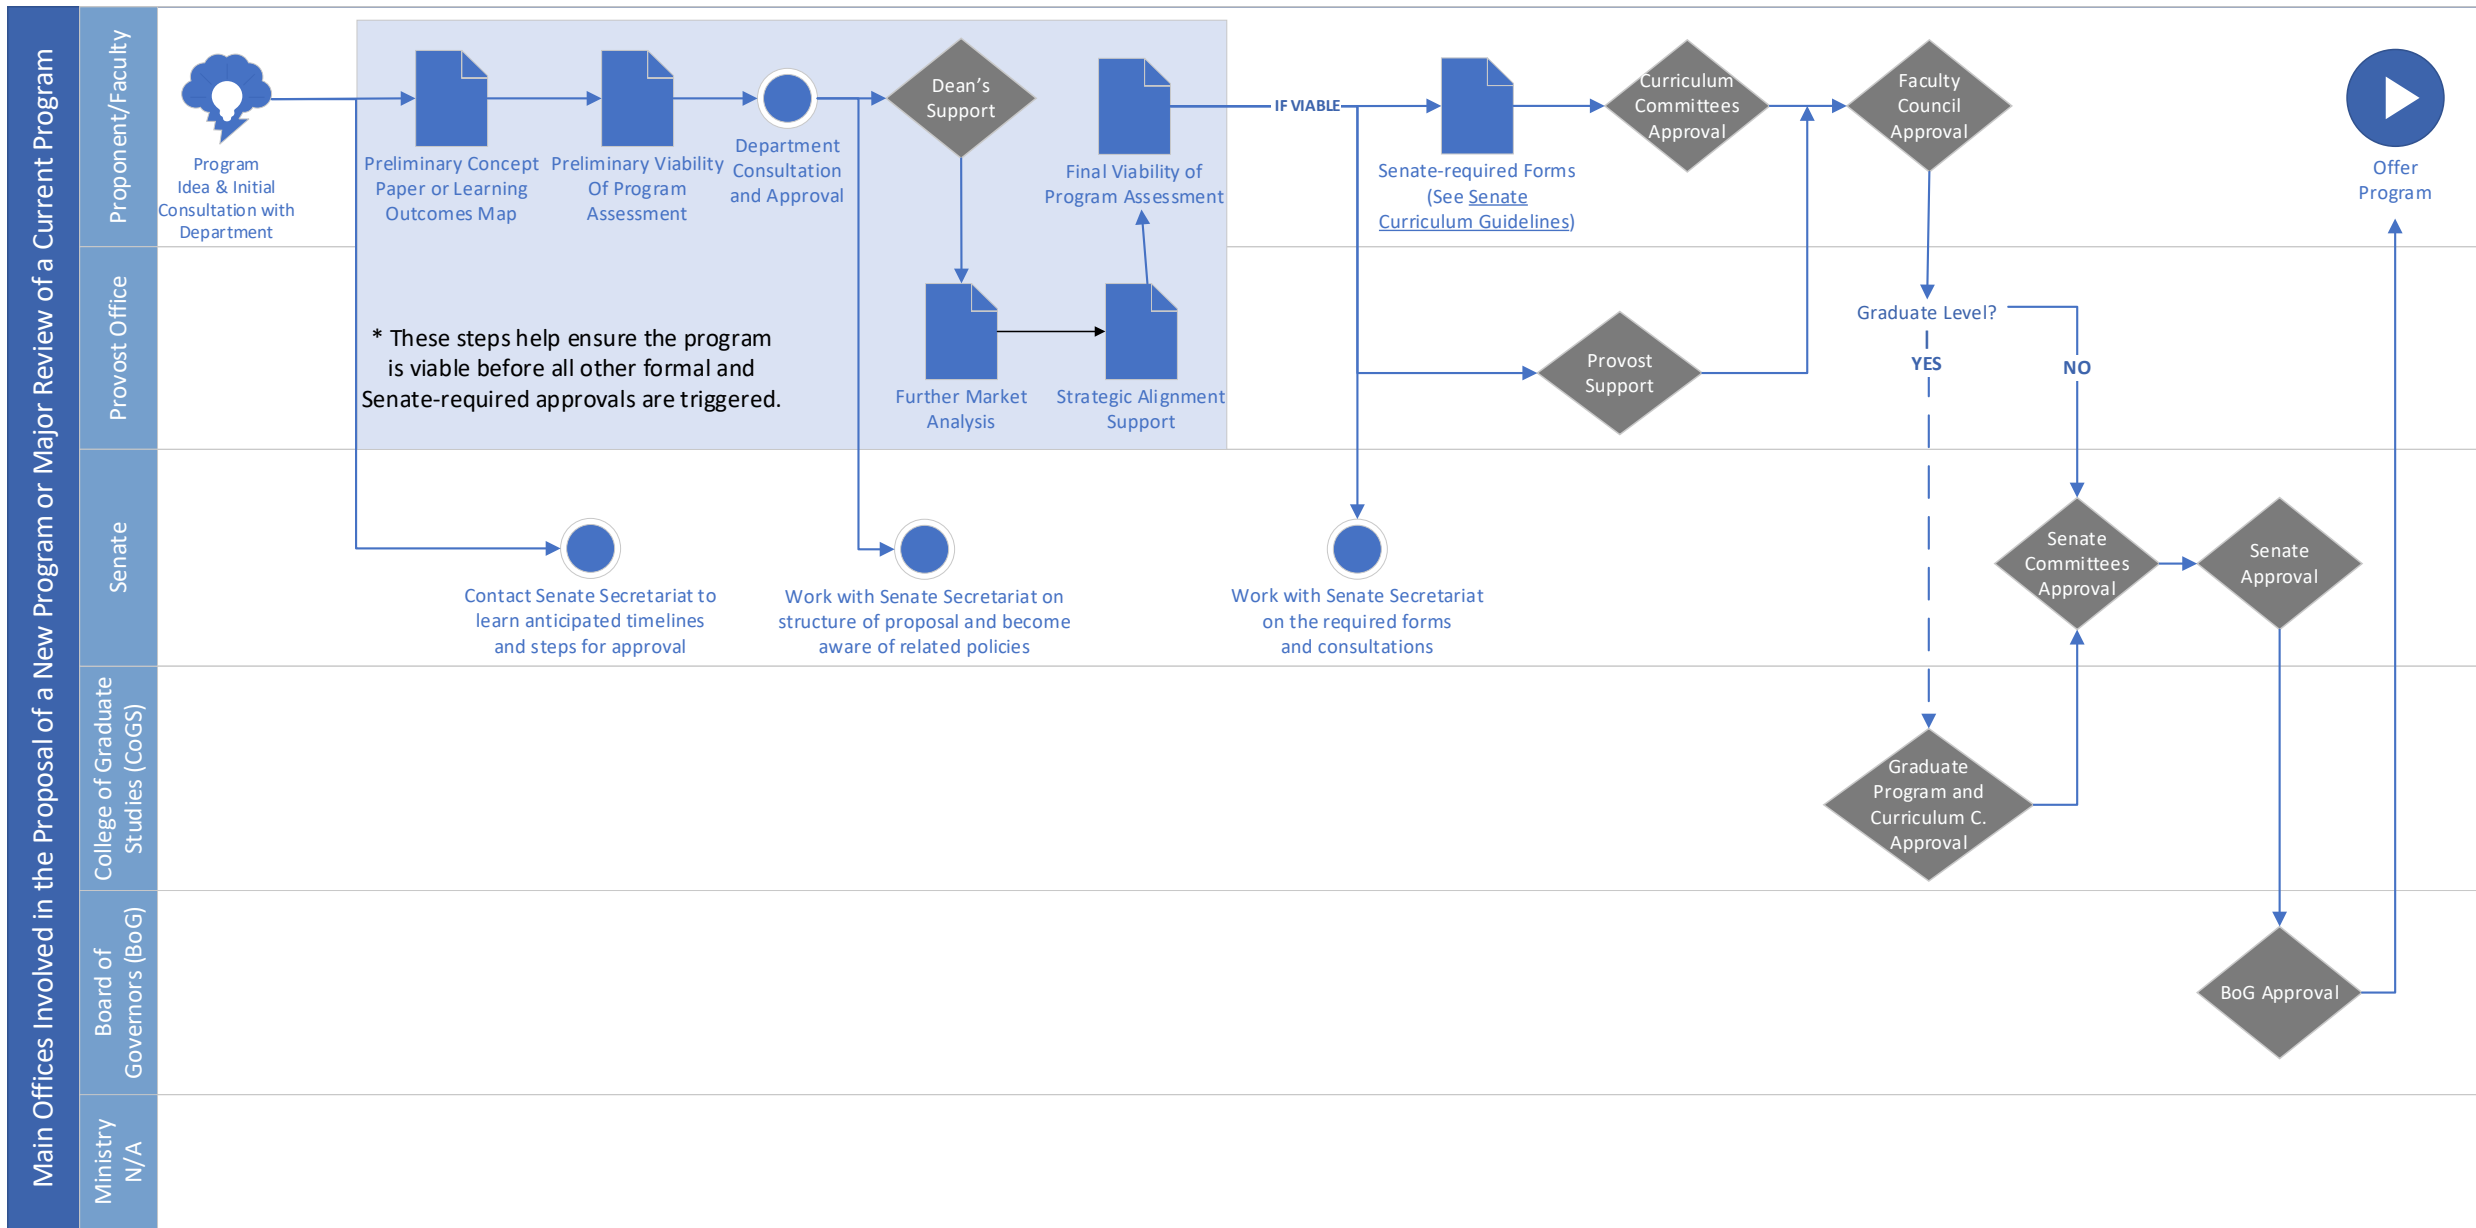 Main Offices Involved in the Proposal of a New Program or Major Review of a Current Program
Proponent/Faculty
Program
Idea & Initial
Consultation with
Department
Preliminary Concept
Paper or Learning
Outcomes Map
Preliminary Viability
Of Program
Assessment
Department
Consultation
and Approval
Dean's
Support
Final Viability of
Program Assessment
IF VIABLE
Senate-required Forms
(See Senate
Curriculum Guidelines)
Curriculum
Committees
Approval
Faculty
Council
Approval
Offer
Program
Provost Office
* These steps help ensure the program
is viable before all other formal and
Senate-required approvals are triggered.
Further Market
Analysis
Strategic Alignment
Support
Provost
Support
Graduate Level?
YES
NO
Senate
Contact Senate Secretariat to
learn anticipated timelines
and steps for approval
Work with Senate Secretariat on
structure of proposal and become
aware of related policies
Work with Senate Secretariat
on the required forms
and consultations
Senate
Committees
Approval
Senate
Approval
College of Graduate
Studies (CoGS)
Graduate
Program and
Curriculum C.
Approval
Board of
Governors (BoG)
BoG Approval
Ministry
N/A